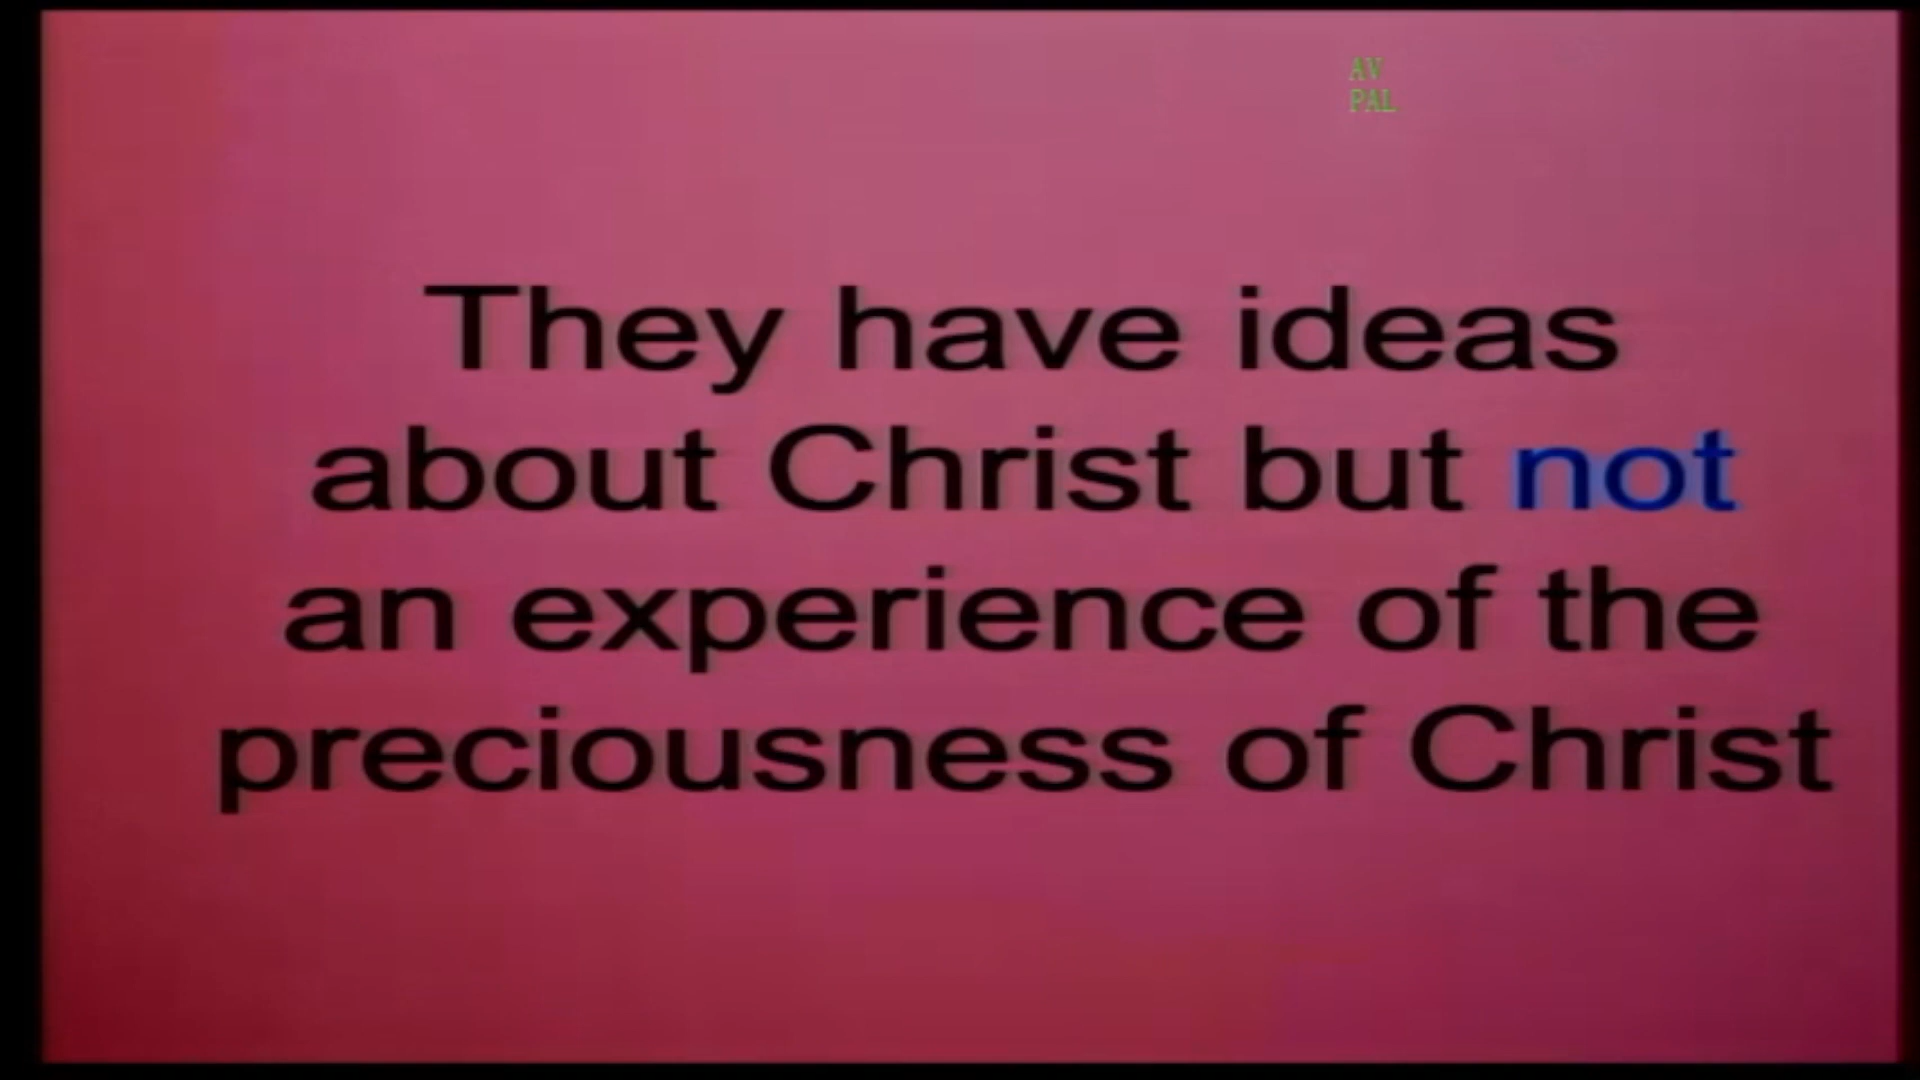 AV
PAL
They have ideas
about Christ but not
an experience of the
preciousness of Christ